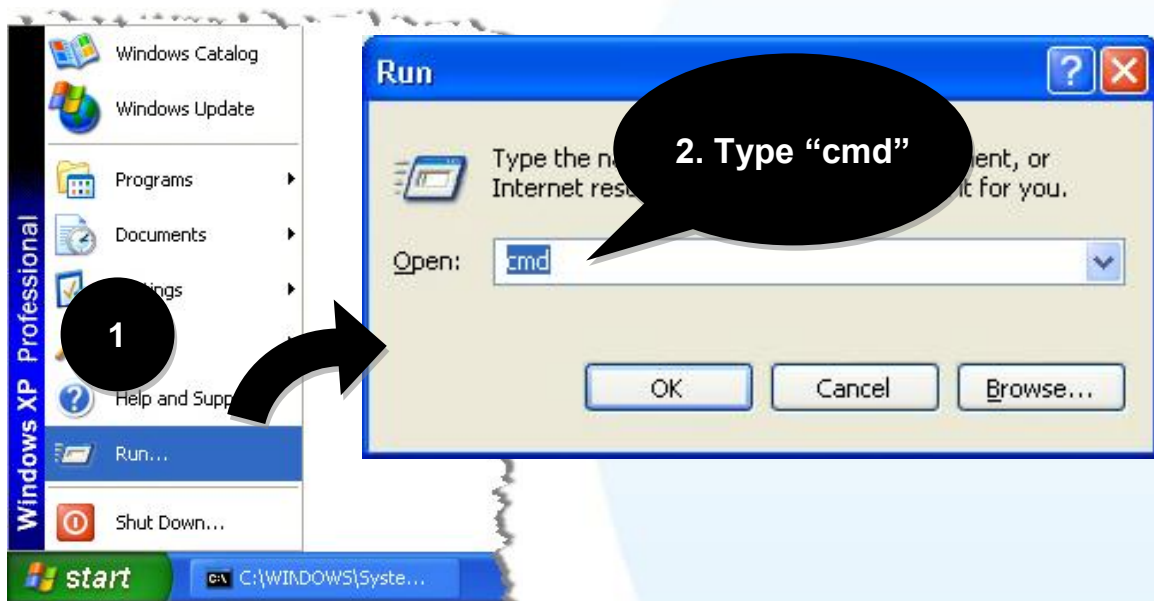 Windows Catalog
Windows Update
Programs
Documents
ings
Help and Supp
Run...
Shut Down...
Windows XP Professional
1
start
C:\WINDOWS\Syste...
Run
2. Type “cmd”
Type the n ent, or
Internet res t for you.
Open: cmd
OK Cancel Browse...